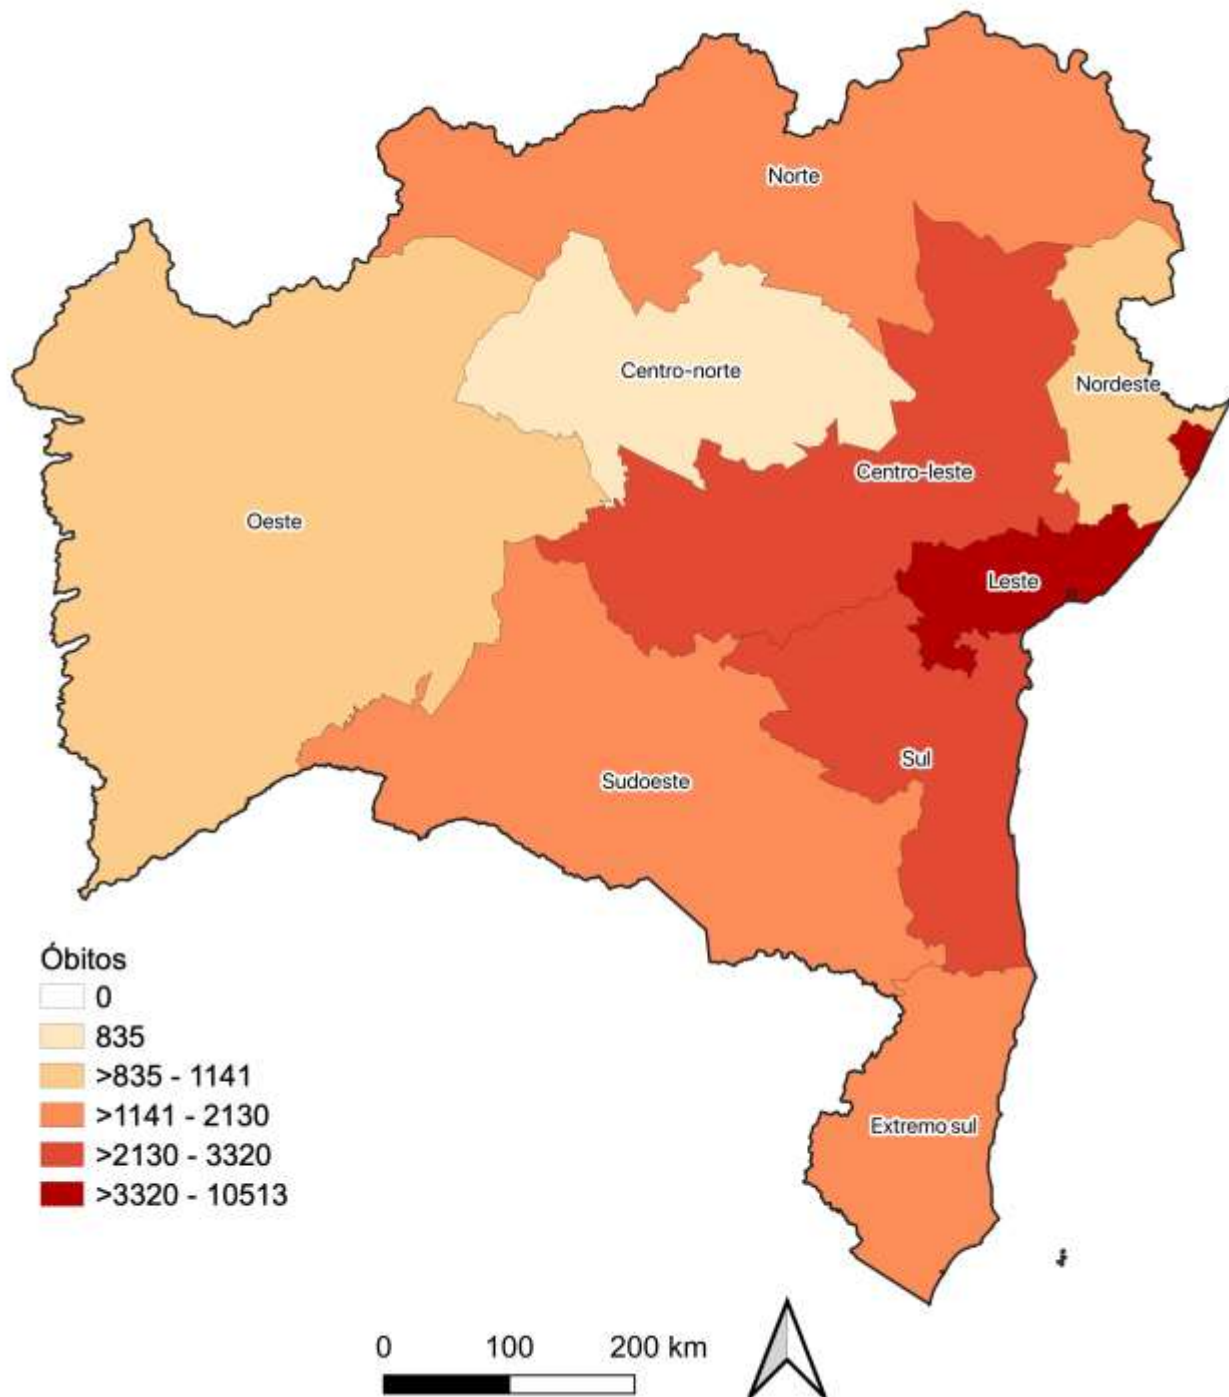 Norte
Centro-norte
Nordeste
Centro-leste
Oeste
Leste
Sul
Sudoeste
Extremo sul
Óbitos
0
835
>835 - 1141
>1141 - 2130
>2130 - 3320
>3320 - 10513
0 100 200 km